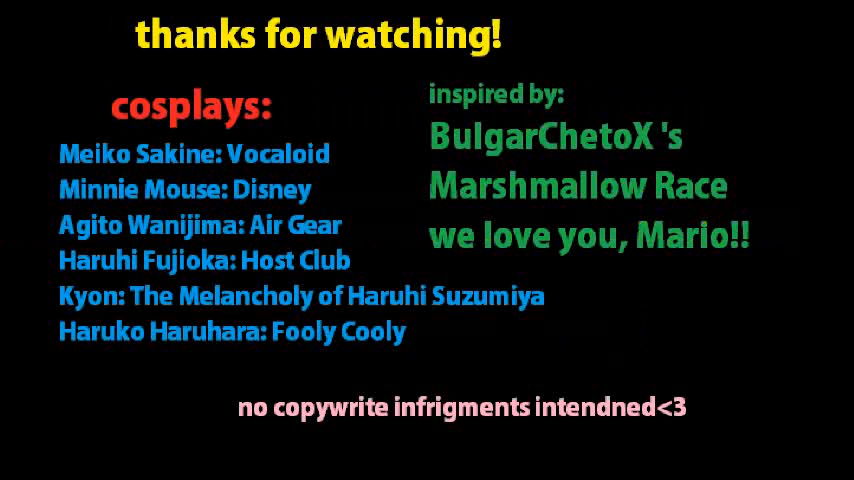 thanks for watching!
cosplays:
Meiko Sakine: Vocaloid
Minnie Mouse: Disney
Agito Wanijima: Air Gear
Haruhi Fujioka: Host Club
Kyon: The Melancholy of Haruhi Suzumiya
Haruko Haruhara: Fooly Cooly
inspired by:
BulgarChetoX 's
Marshmallow Race
we love you, Mario!!
no copywrite infrigments intendned<3